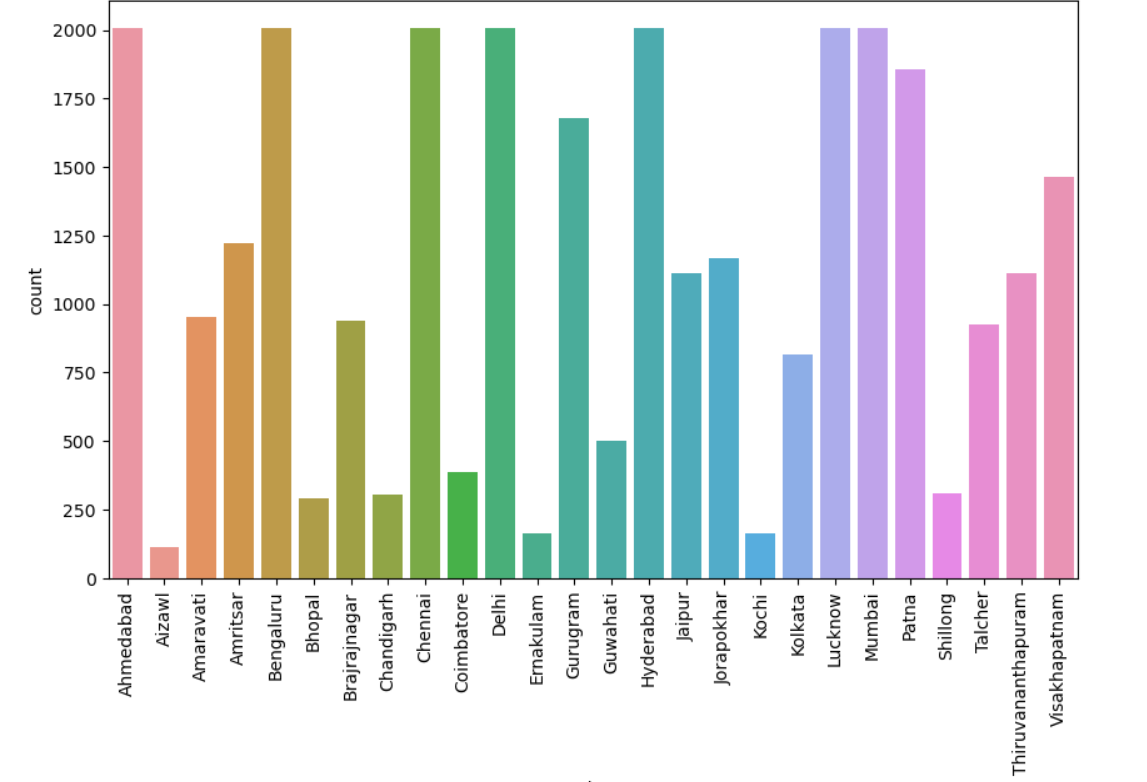 2000
1750
1500
1250
1000
750
500
250
0
count
Ahmedabad
Aizawl
Amaravati
Amritsar
Bengaluru
Bhopal
Brajrajnagar
Chandigarh
Chennai
Coimbatore
Delhi
Ernakulam
Gurugram
Guwahati
Hyderabad
Jaipur
Jorapokhar
Kochi
Kolkata
Lucknow
Mumbai
Patna
Shillong
Talcher
Thiruvananthapuram
Visakhapatnam